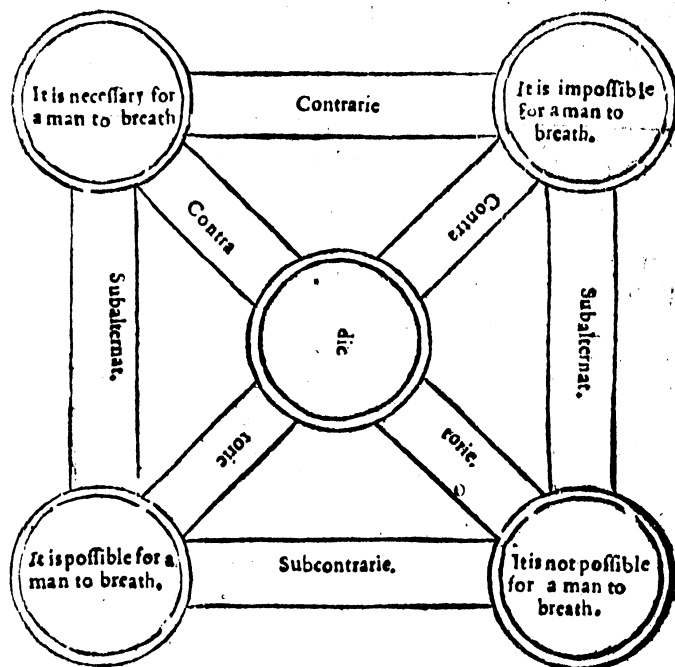 It is neceſſary for
a man to breath
Contrarie
It is impoſſible
for a man to
breath.
Contra
Contra
Subalternat.
die
Subalternat.
torie
torie.
It is poſſible for a
man to breath.
Subcontrarie.
It is not poſſible
for a man to
breath.